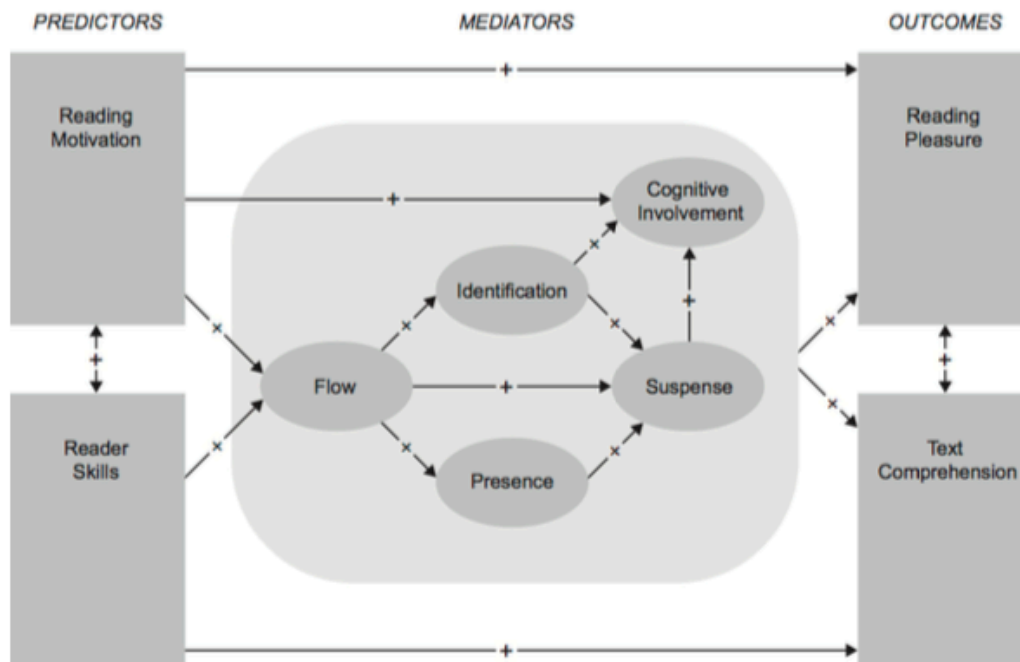 PREDICTORS
MEDIATORS
OUTCOMES
+
Reading
Motivation
Reading
Pleasure
+
Cognitive
Involvement
×
Identification
+
×
×
×
×
+
+
Flow
+
Suspense
×
×
×
×
Reader
Skills
Presence
Text
Comprehension
+